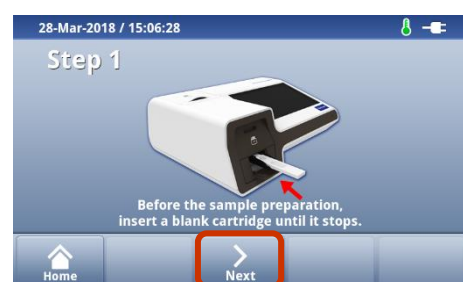 28-Mar-2018 / 15:06:28
Step 1
Before the sample preparation,
insert a blank cartridge until it stops.
Home
Next